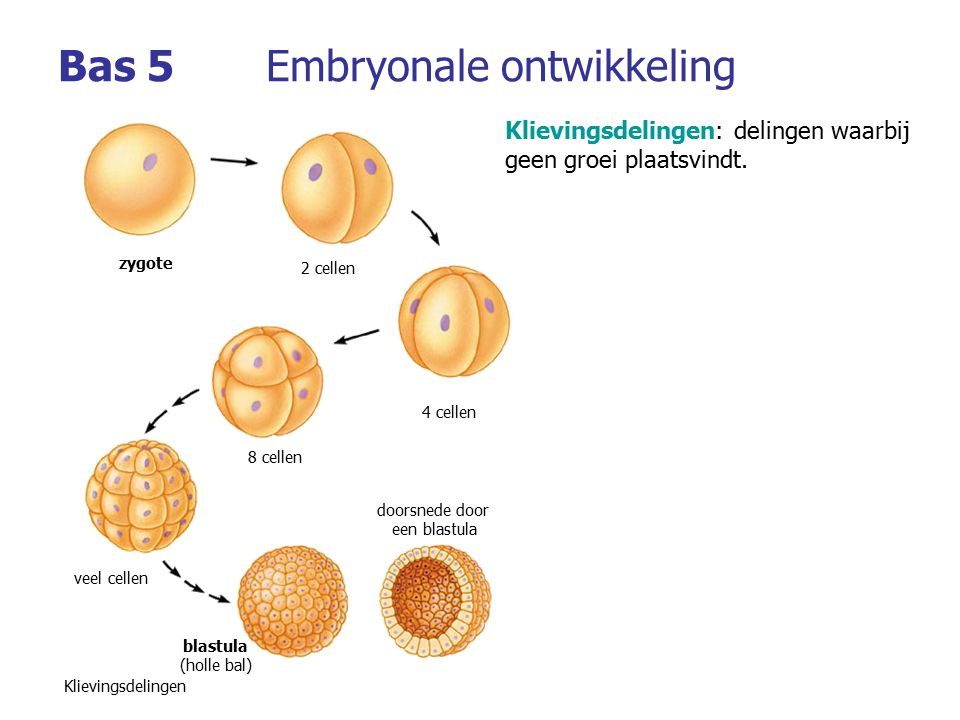 Bas 5 Embryonale ontwikkeling
Klievingsdelingen: delingen waarbij
geen groei plaatsvindt.
zygote
2 cellen
4 cellen
8 cellen
veel cellen
doorsnede door
een blastula
blastula
(holle bal)
Klievingsdelingen